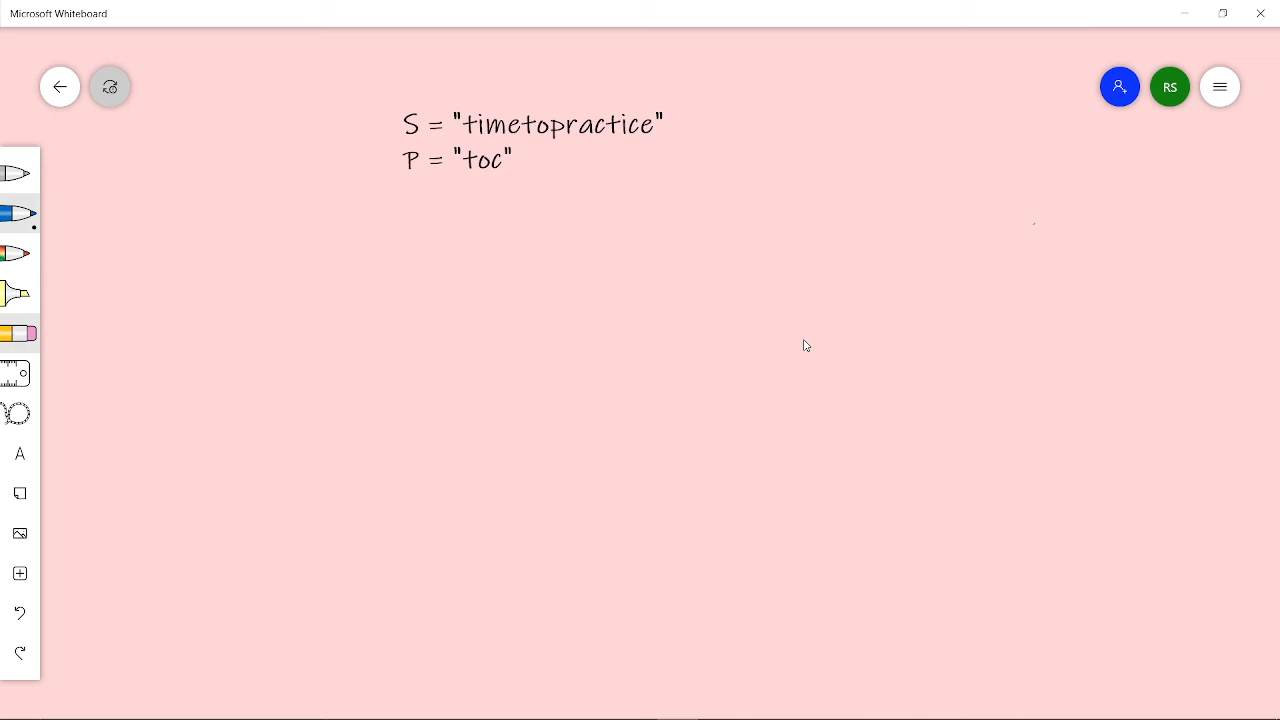 Microsoft Whiteboard
RS
S = "timetopractice"
P = "toc"
A